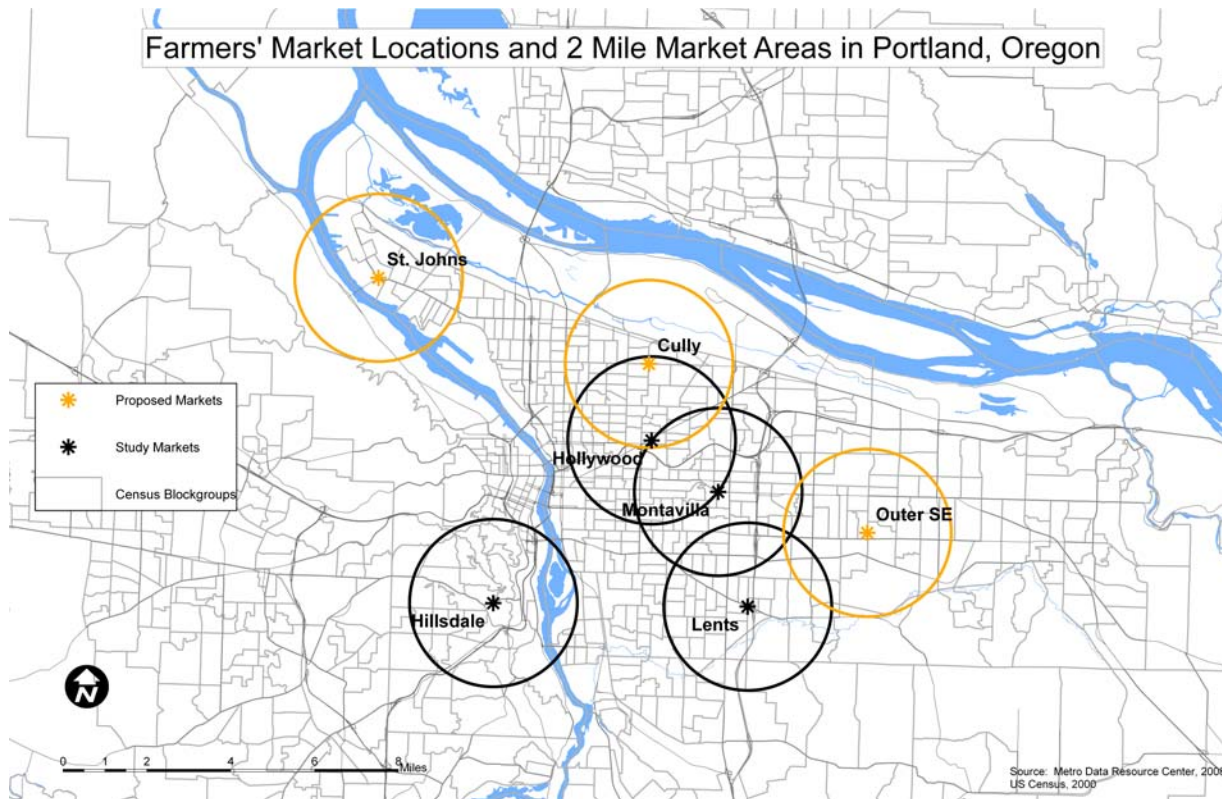 Farmers' Market Locations and 2 Mile Market Areas in Portland, Oregon
St. Johns
Cully
Proposed Markets
Study Markets
Census Blockgroups
Hollywood
Montavilla
Outer SE
Hillsdale
Lents
N
0 2 4 6 8
Miles
Source: Metro Data Resource Center,
US Census, 2000